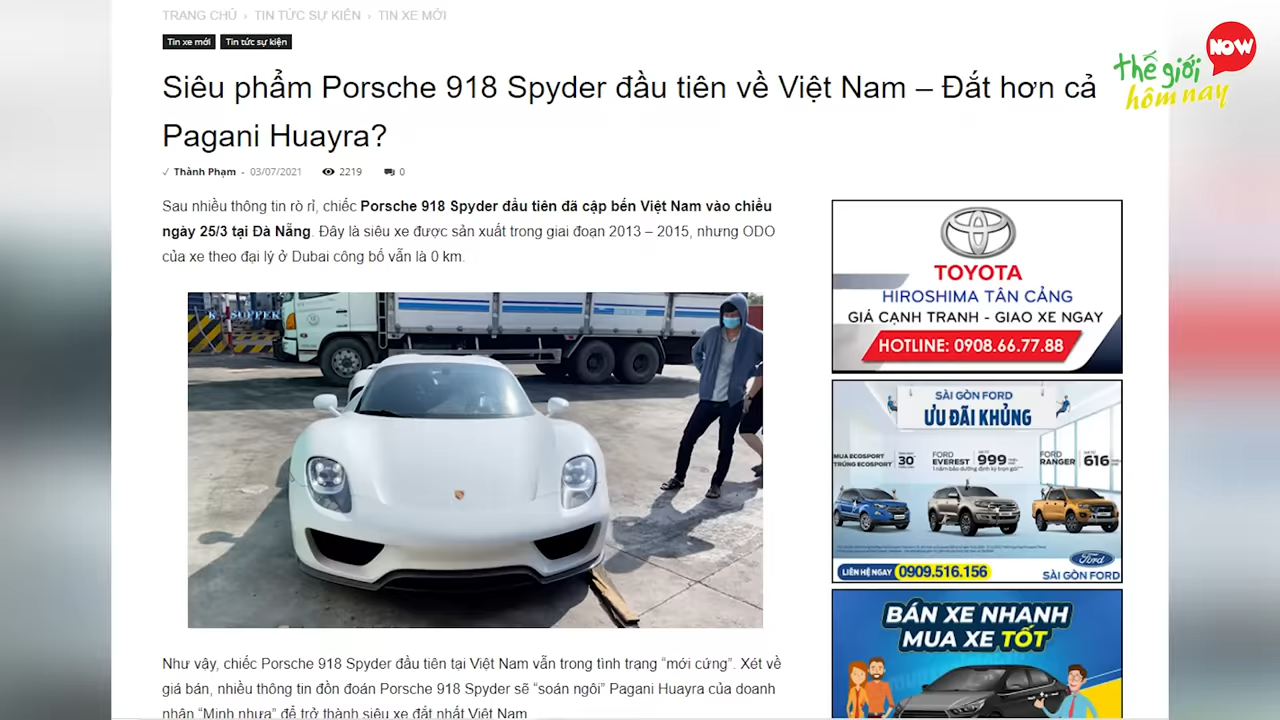 TRANG CHỦ › TIN TỨC SỰ KIÊN › TIN XE MỚI
Tin xe mới Tin tức sự kiện
Siêu phẩm Porsche 918 Spyder đầu tiên về Việt Nam – Đắt hơn cả
Pagani Huayra?
√ Thành Phạm - 03/07/2021 2219 0
Sau nhiều thông tin rò rỉ, chiếc Porsche 918 Spyder đầu tiên đã cập bến Việt Nam vào chiều
ngày 25/3 tại Đà Nẵng. Đây là siêu xe được sản xuất trong giai đoạn 2013 – 2015, nhưng ODO
của xe theo đại lý ở Dubai công bố vẫn là 0 km.
K. SUPPER
Như vậy, chiếc Porsche 918 Spyder đầu tiên tại Việt Nam vẫn trong tình trạng “mới cứng”. Xét về
giá bán, nhiều thông tin đồn đoán Porsche 918 Spyder sẽ “soán ngôi” Pagani Huayra của doanh
nhân “Minh nhựa” để trở thành siêu xe đắt nhất Việt Nam
thế giới
hôm nay
NOW
TOYOTA
HIROSHIMA TÂN CẢNG
GIÁ CẠNH TRANH - GIAO XE NGAY
HOTLINE: 0908.66.77.88
SÀI GÒN FORD
ƯU ĐÃI KHỦNG
MUA ECOSPORT
TRÚNG ECOSPORT
30
FORD
EVEREST
999
FORD
RANGER
616
LIÊN HỆ NGAY 0909.516.156
Ford
SÀI GÒN FORD
BÁN XE NHANH
MUA XE TỐT